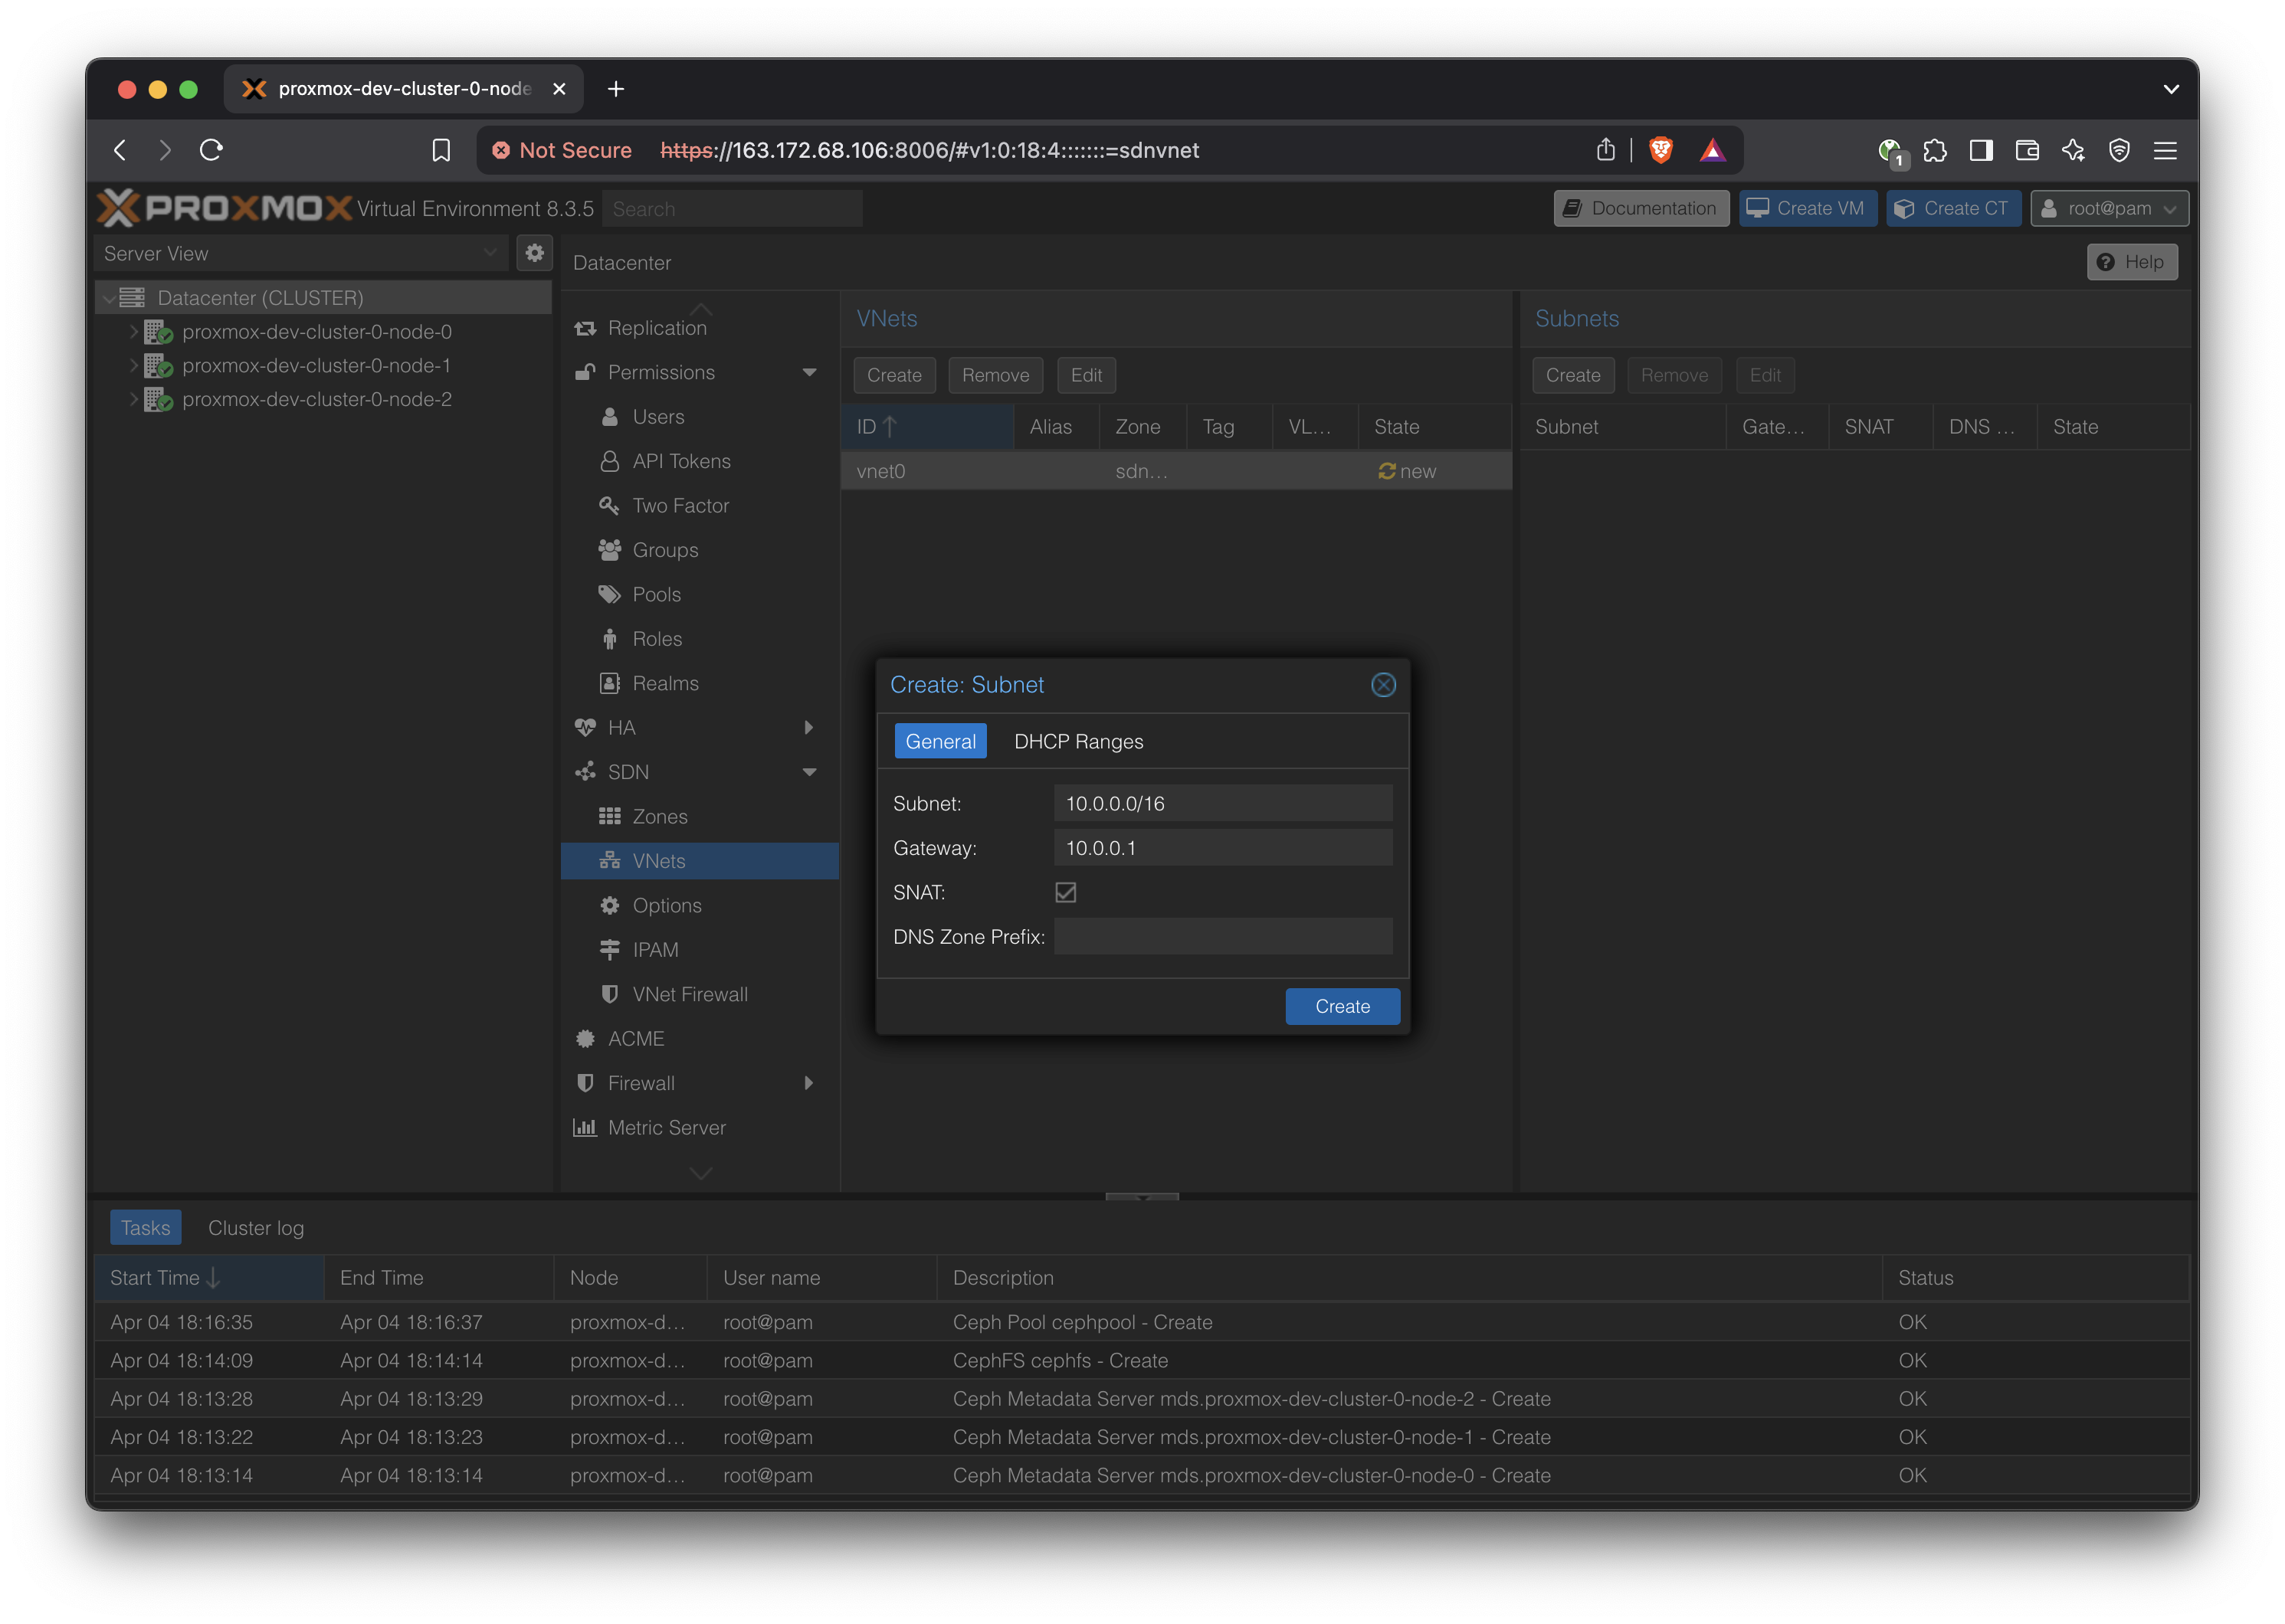 proxmox-dev-cluster-0-node
Not Secure https://163.172.68.106:8006/#v1:0:18:4:::::::=sdnvnet
1
PROXMOX Virtual Environment 8.3.5 Search
Documentation Create VM Create CT root@pam
Server View
Datacenter
Help
Datacenter (CLUSTER)
proxmox-dev-cluster-0-node-0
proxmox-dev-cluster-0-node-1
proxmox-dev-cluster-0-node-2
Replication
Permissions
Users
API Tokens
Two Factor
Groups
Pools
Roles
Realms
HA
SDN
Zones
VNets
Options
IPAM
VNet Firewall
ACME
Firewall
Metric Server
VNets
Create Remove Edit
ID Alias Zone Tag VL... State
vnet0 sdn... new
Subnets
Create Remove Edit
Subnet Gate... SNAT DNS ... State
Create: Subnet
General DHCP Ranges
Subnet: 10.0.0.0/16
Gateway: 10.0.0.1
SNAT:
DNS Zone Prefix:
Create
Tasks Cluster log
Start Time End Time Node User name Description Status
Apr 04 18:16:35 Apr 04 18:16:37 proxmox-d... root@pam Ceph Pool cephpool - Create OK
Apr 04 18:14:09 Apr 04 18:14:14 proxmox-d... root@pam CephFS cephfs - Create OK
Apr 04 18:13:28 Apr 04 18:13:29 proxmox-d... root@pam Ceph Metadata Server mds.proxmox-dev-cluster-0-node-2 - Create OK
Apr 04 18:13:22 Apr 04 18:13:23 proxmox-d... root@pam Ceph Metadata Server mds.proxmox-dev-cluster-0-node-1 - Create OK
Apr 04 18:13:14 Apr 04 18:13:14 proxmox-d... root@pam Ceph Metadata Server mds.proxmox-dev-cluster-0-node-0 - Create OK